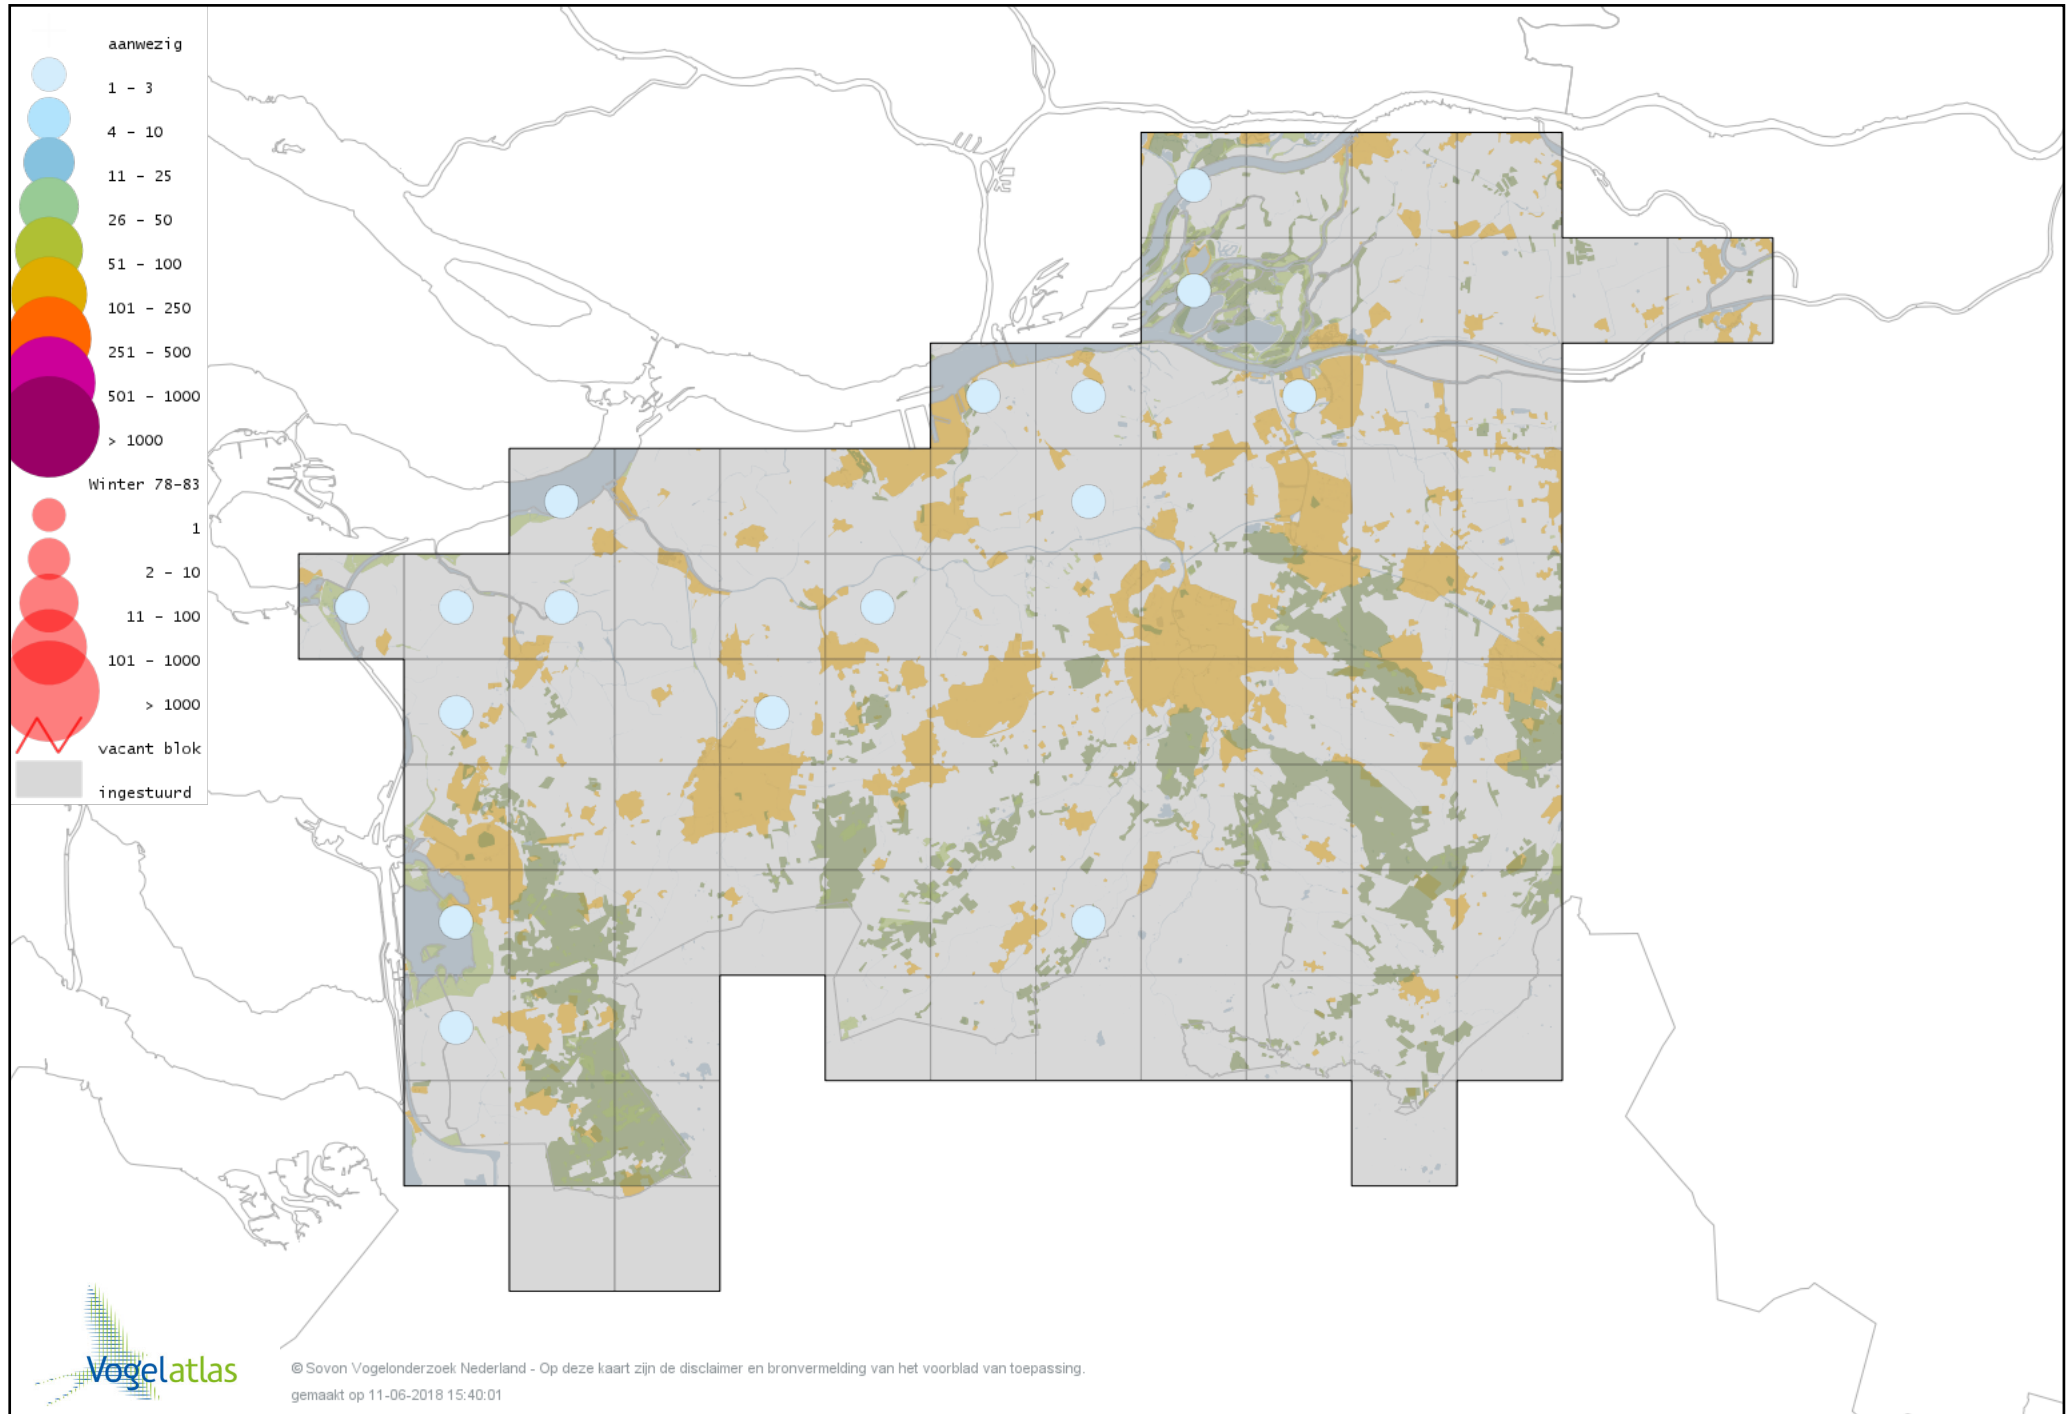 aanwezig
1 - 3
4 - 10
11 - 25
26 - 50
51 - 100
101 - 250
251 - 500
501 - 1000
> 1000
Winter 78-83
1
2 - 10
11 - 100
101 - 1000
> 1000
vacant blok
ingestuurd
Vogelatlas
© Sovon Vogelonderzoek Nederland - Op deze kaart zijn de disclaimer en bronvermelding van het voorblad van toepassing.
gemaakt op 11-06-2018 15:40:01